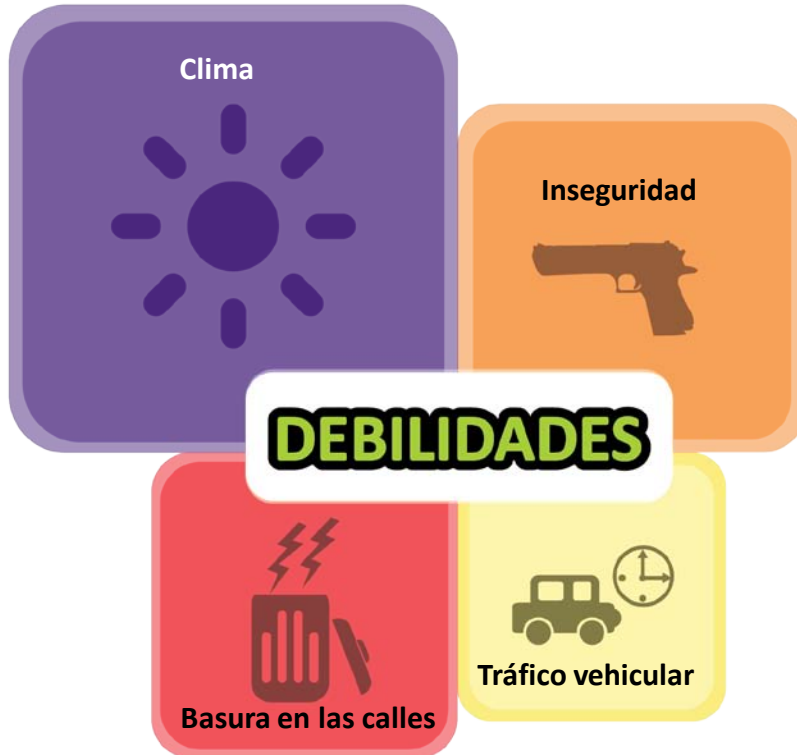 Clima
Inseguridad
DEBILIDADES
Basura en las calles
Tráfico vehicular